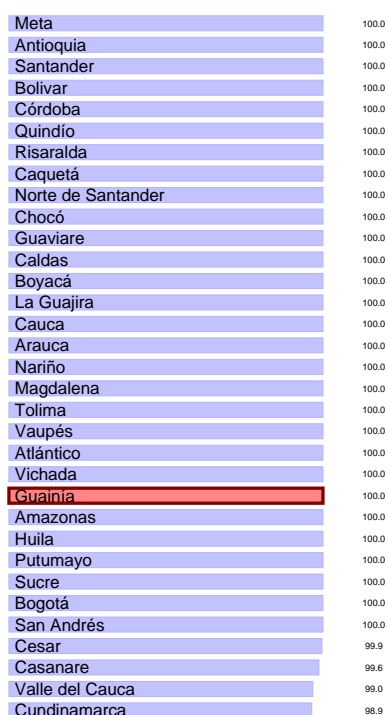 Meta 100.0
Antioquia 100.0
Santander 100.0
Bolivar 100.0
Córdoba 100.0
Quindío 100.0
Risaralda 100.0
Caquetá 100.0
Norte de Santander 100.0
Chocó 100.0
Guaviare 100.0
Caldas 100.0
Boyacá 100.0
La Guajira 100.0
Cauca 100.0
Arauca 100.0
Nariño 100.0
Magdalena 100.0
Tolima 100.0
Vaupés 100.0
Atlántico 100.0
Vichada 100.0
Guainía 100.0
Amazonas 100.0
Huila 100.0
Putumayo 100.0
Sucre 100.0
Bogotá 100.0
San Andrés 100.0
Cesar 99.9
Casanare 99.6
Valle del Cauca 99.0
Cundinamarca 98.9